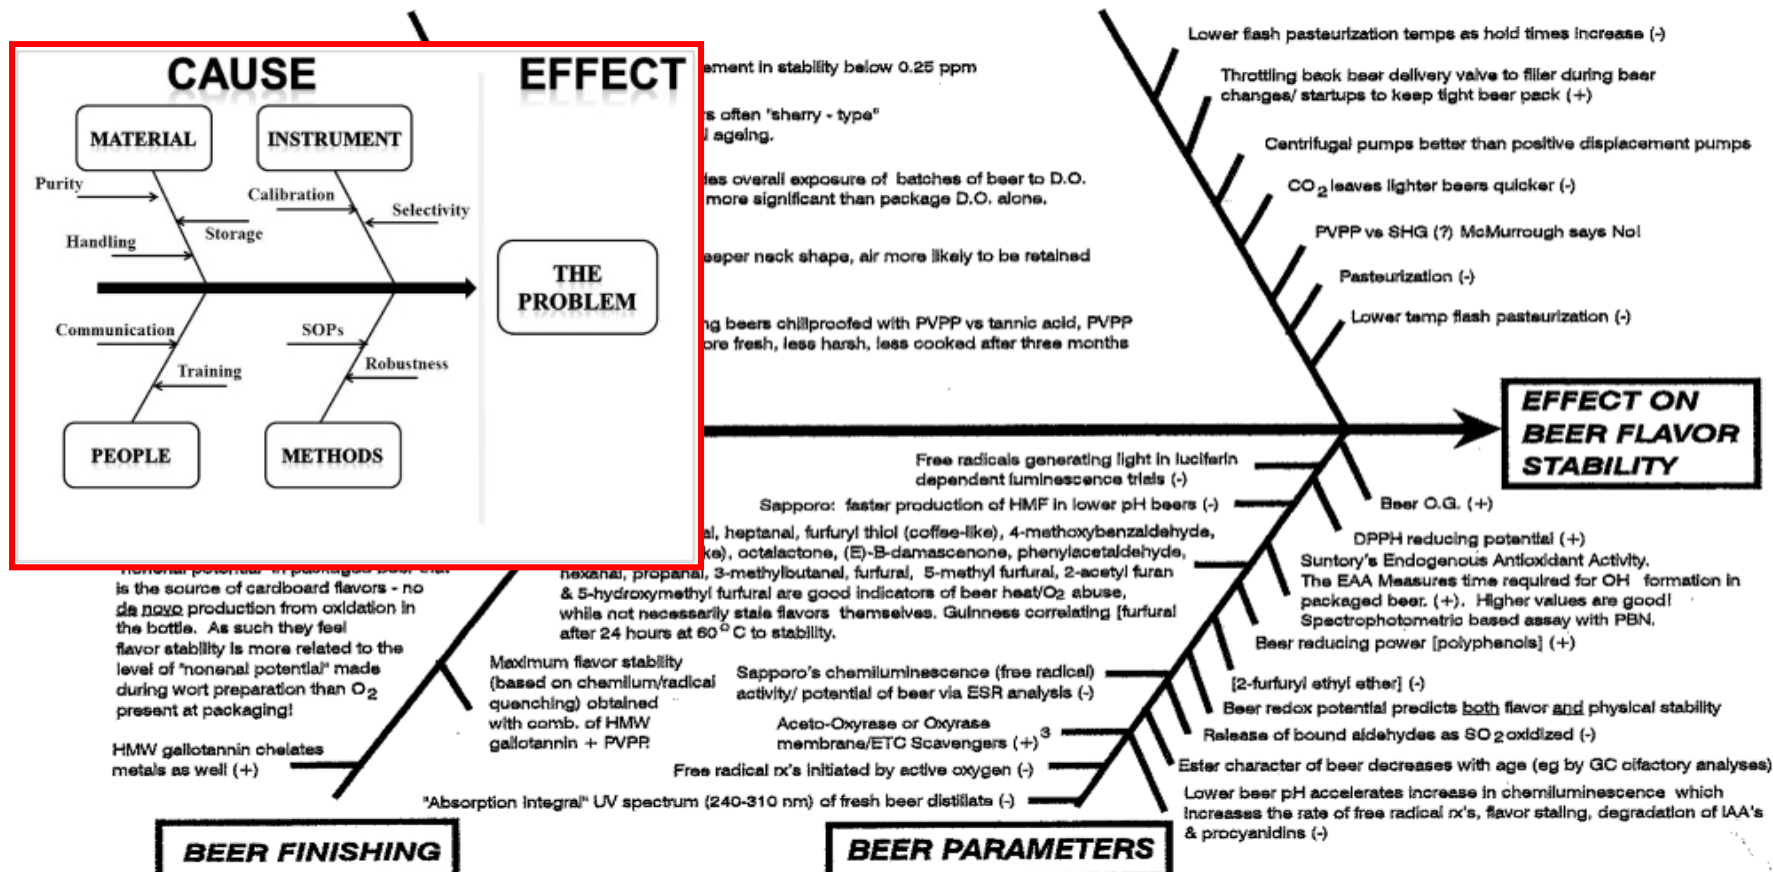 CAUSE
EFFECT
MATERIAL
INSTRUMENT
Purity
Calibration
Selectivity
Storage
Handling
THE
PROBLEM
Communication
SOPs
Training
Robustness
PEOPLE
METHODS
ement in stability below 0.25 ppm
rs often "sherry - type"
ageing.
des overall exposure of batches of beer to D.O.
more significant than package D.O. alone.
eeper neck shape, air more likely to be retained
ng beers chillproofed with PVPP vs tannic acid, PVPP
ore fresh, less harsh, less cooked after three months
Lower flash pasteurization temps as hold times increase (-)
Throttling back beer delivery valve to filler during beer
changes/ startups to keep tight beer pack (+)
Centrifugal pumps better than positive displacement pumps
CO2 leaves lighter beers quicker (-)
PVPP vs SHG (?) McMurrough says No!
Pasteurization (-)
Lower temp flash pasteurization (-)
EFFECT ON
BEER FLAVOR
STABILITY
Free radicals generating light in luciferin
dependent luminescence trials (-)
Sapporo: faster production of HMF in lower pH beers (-)
al, heptanal, furfuryl thiol (coffee-like), 4-methoxybenzaldehyde,
ke), octalactone, (E)-B-damascenone, phenylacetaldehyde,
hexanal, propanal, 3-methylbutanal, furfural, 5-methyl furfural, 2-acetyl furan
& 5-hydroxymethyl furfural are good indicators of beer heat/O2 abuse,
while not necessarily stale flavors themselves. Guinness correlating [furfural
after 24 hours at 60°C to stability.
"nonenal potential" in packaged beer that
is the source of cardboard flavors - no
de novo production from oxidation in
the bottle. As such they feel
flavor stability is more related to the
level of "nonenal potential" made
during wort preparation than O2
present at packaging!
HMW gallotannin chelates
metals as well (+)
Maximum flavor stability
(based on chemilum/radical
quenching) obtained
with comb. of HMW
gallotannin + PVPP.
Sapporo's chemiluminescence (free radical)
activity/ potential of beer via ESR analysis (-)
Aceto-Oxyrase or Oxyrase
membrane/ETC Scavengers (+)3
Free radical rx's initiated by active oxygen (-)
"Absorption Integral" UV spectrum (240-310 nm) of fresh beer distillate (-)
Beer O.G. (+)
DPPH reducing potential (+)
Suntory's Endogenous Antioxidant Activity.
The EAA Measures time required for OH formation in
packaged beer. (+). Higher values are good!
Spectrophotometric based assay with PBN.
Beer reducing power [polyphenols] (+)
[2-furfuryl ethyl ether] (-)
Beer redox potential predicts both flavor and physical stability
Release of bound aldehydes as SO2 oxidized (-)
Ester character of beer decreases with age (eg by GC olfactory analyses)
Lower beer pH accelerates increase in chemiluminescence which
increases the rate of free radical rx's, flavor staling, degradation of IAA's
& procyanidins (-)
BEER FINISHING
BEER PARAMETERS